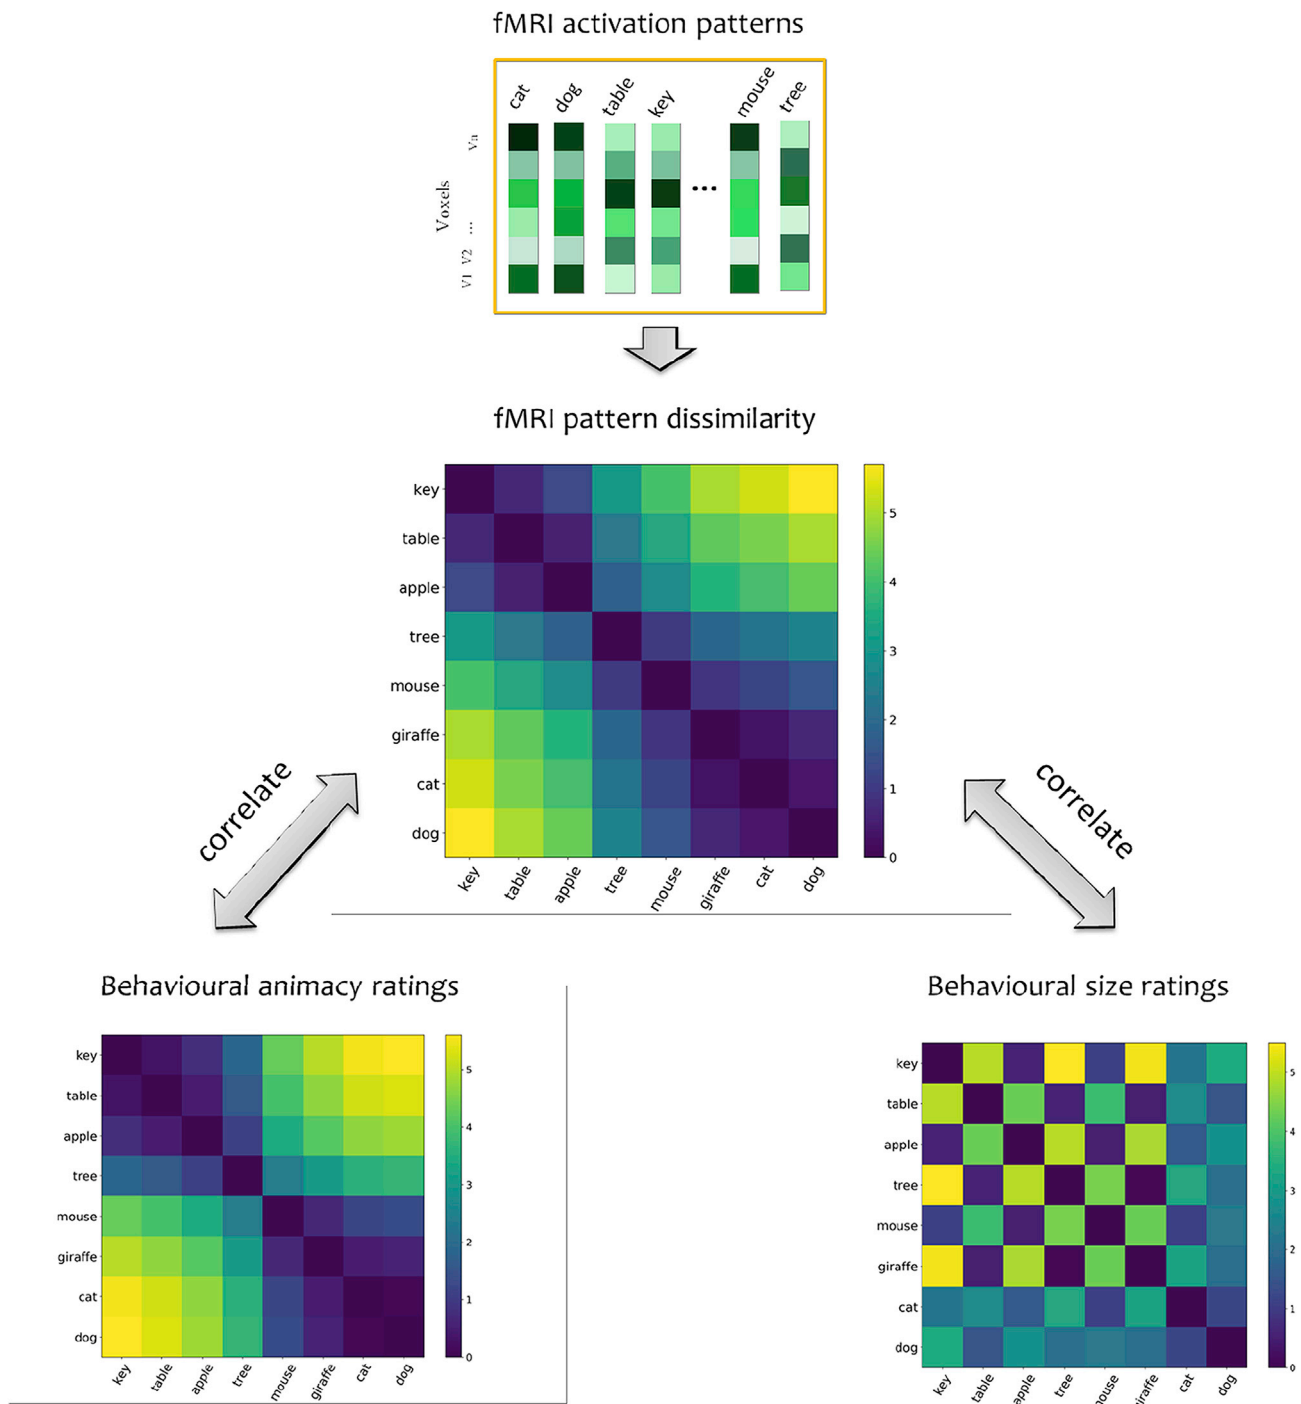 fMRI activation patterns
cat dog table key mouse tree
...
Voxels
V1 V2 ... Vn
fMRI pattern dissimilarity
key
table
apple
tree
mouse
giraffe
cat
dog
key table apple tree mouse giraffe cat dog
5
4
3
2
1
0
correlate
correlate
Behavioural animacy ratings
key
table
apple
tree
mouse
giraffe
cat
dog
key table apple tree mouse giraffe cat dog
5
4
3
2
1
0
Behavioural size ratings
key
table
apple
tree
mouse
giraffe
cat
dog
key table apple tree mouse giraffe cat dog
5
4
3
2
1
0